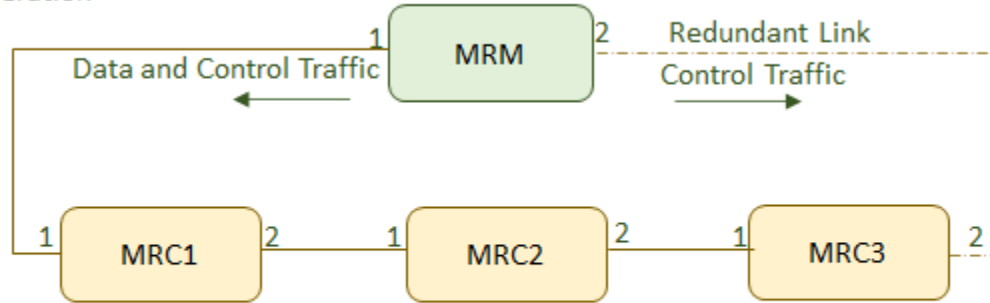 1 MRM 2 Redundant Link
Data and Control Traffic Control Traffic
1 MRC1 2 1 MRC2 2 1 MRC3 2